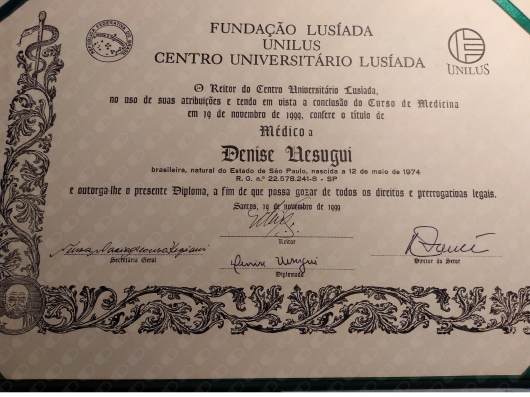 FUNDAÇÃO LUSÍADA
UNILUS
CENTRO UNIVERSITÁRIO LUSÍADA
UNILUS
O Reitor do Centro Universitário Lusíada,
no uso de suas atribuições e tendo em vista a conclusão do Curso de Medicina
em 19 de novembro de 1999, confere o título de
Médico a
Denise Uesugui
brasileira, natural do Estado de São Paulo, nascida a 12 de maio de 1974
R. G. n.º 22.578.241-8 - SP
e outorga-lhe o presente Diploma, a fim de que possa gozar de todos os direitos e prerrogativas legais.
Santos, 19 de novembro de 1999
Reitor
Secretária Geral
Denise Uesugui
Diplomado
Diretor do Setor